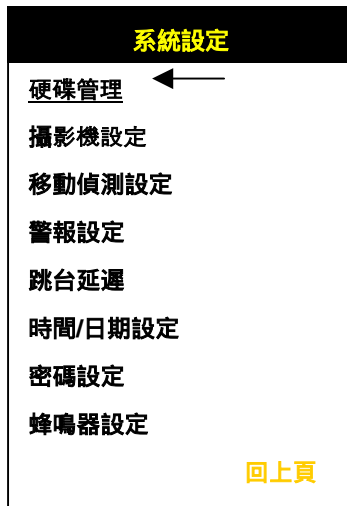 系統設定
硬碟管理
攝影機設定
移動偵測設定
警報設定
跳台延遲
時間/日期設定
密碼設定
蜂鳴器設定
回上頁